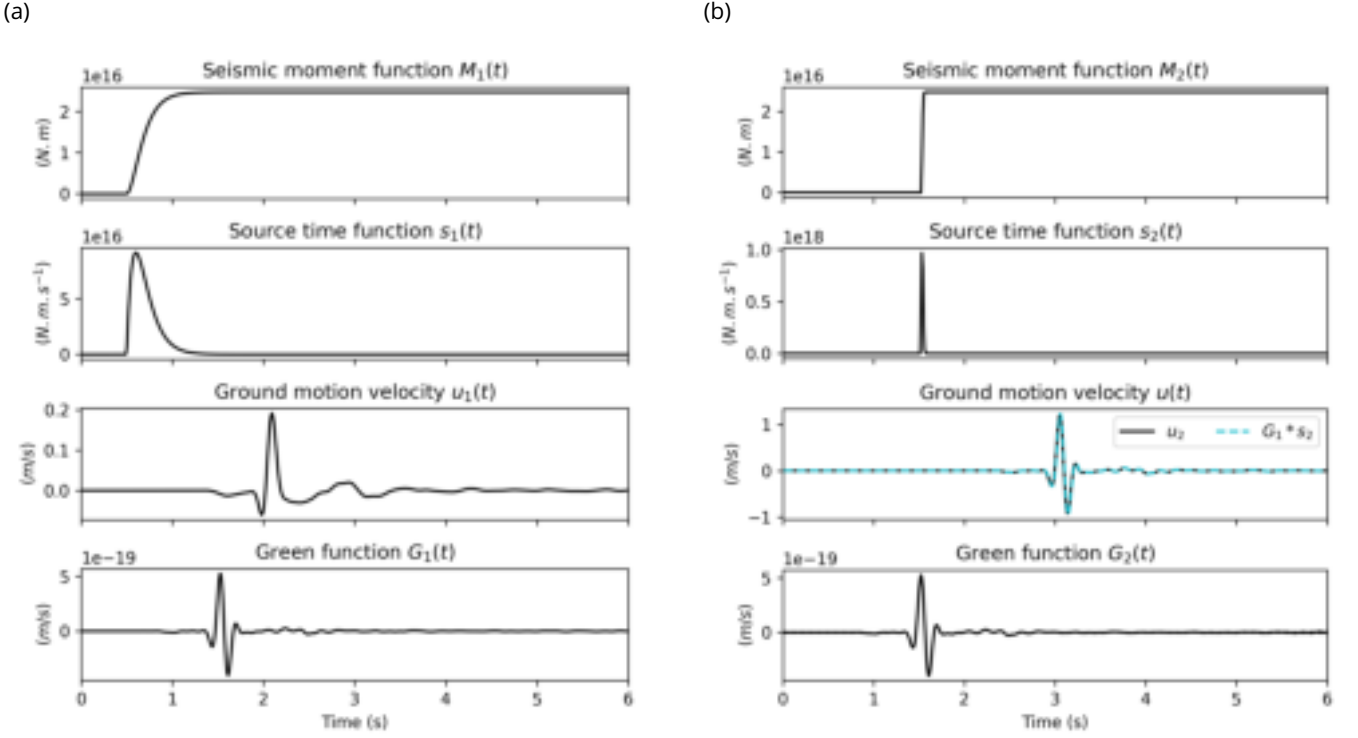 (a)
1e16
Seismic moment function M₁(t)
(N.m)
2
1
0
1e16
Source time function s₁(t)
(N.m.s⁻¹)
5
0
Ground motion velocity u₁(t)
(m/s)
0.2
0.1
0.0
1e−19
Green function G₁(t)
(m/s)
5
0
0 1 2 3 4 5 6
Time (s)
(b)
1e16
Seismic moment function M₂(t)
(N.m)
2
1
0
1e18
Source time function s₂(t)
(N.m.s⁻¹)
1.0
0.5
0.0
Ground motion velocity u(t)
(m/s)
1
0
−1
u₂ G₁*s₂
1e−19
Green function G₂(t)
(m/s)
5
0
0 1 2 3 4 5 6
Time (s)